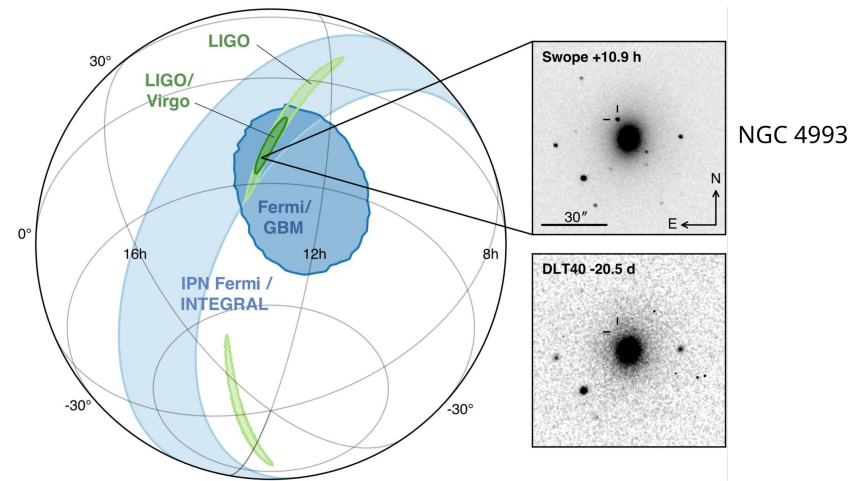 LIGO
30°
LIGO/
Virgo
Swope +10.9 h
NGC 4993
N
30″
E
Fermi/
GBM
0°
16h
12h
8h
DLT40 -20.5 d
IPN Fermi /
INTEGRAL
-30°
-30°